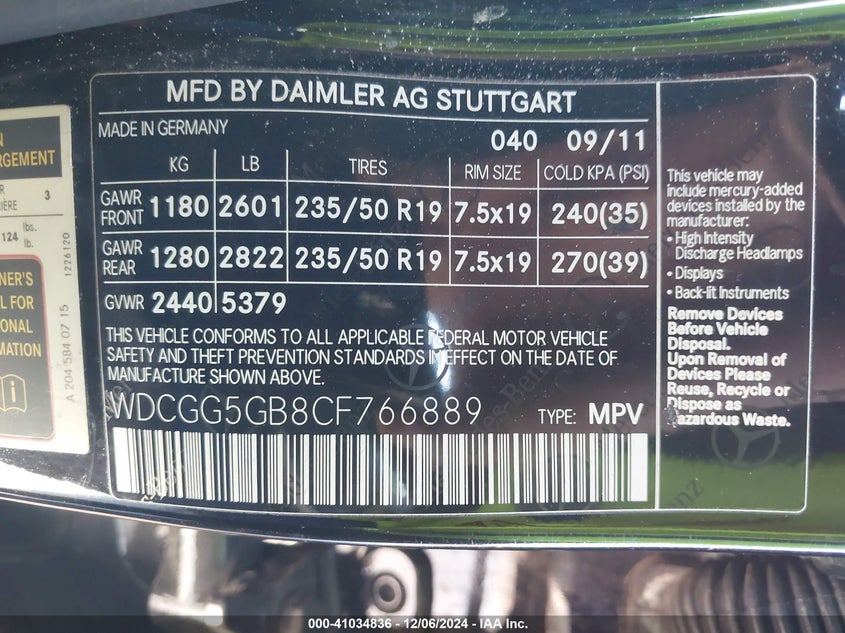 MFD BY DAIMLER AG STUTTGART
MADE IN GERMANY 040 09/11
KG LB TIRES RIM SIZE COLD KPA (PSI)
GAWR FRONT 1180 2601 235/50 R19 7.5x19 240(35)
GAWR REAR 1280 2822 235/50 R19 7.5x19 270(39)
GVWR 2440 5379
THIS VEHICLE CONFORMS TO ALL APPLICABLE FEDERAL MOTOR VEHICLE
SAFETY AND THEFT PREVENTION STANDARDS IN EFFECT ON THE DATE OF
MANUFACTURE SHOWN ABOVE.
WDCGG5GB8CF766889 TYPE: MPV
This vehicle may
include mercury-added
devices installed by the
manufacturer:
• High Intensity
Discharge Headlamps
• Displays
• Back-lit Instruments
Remove Devices
Before Vehicle
Disposal.
Upon Removal of
Devices Please
Reuse, Recycle or
Dispose as
Hazardous Waste.
3
124 lbs.
lb.
1226120
A 204 584 07 15
000-41034836 - 12/06/2024 - IAA Inc.